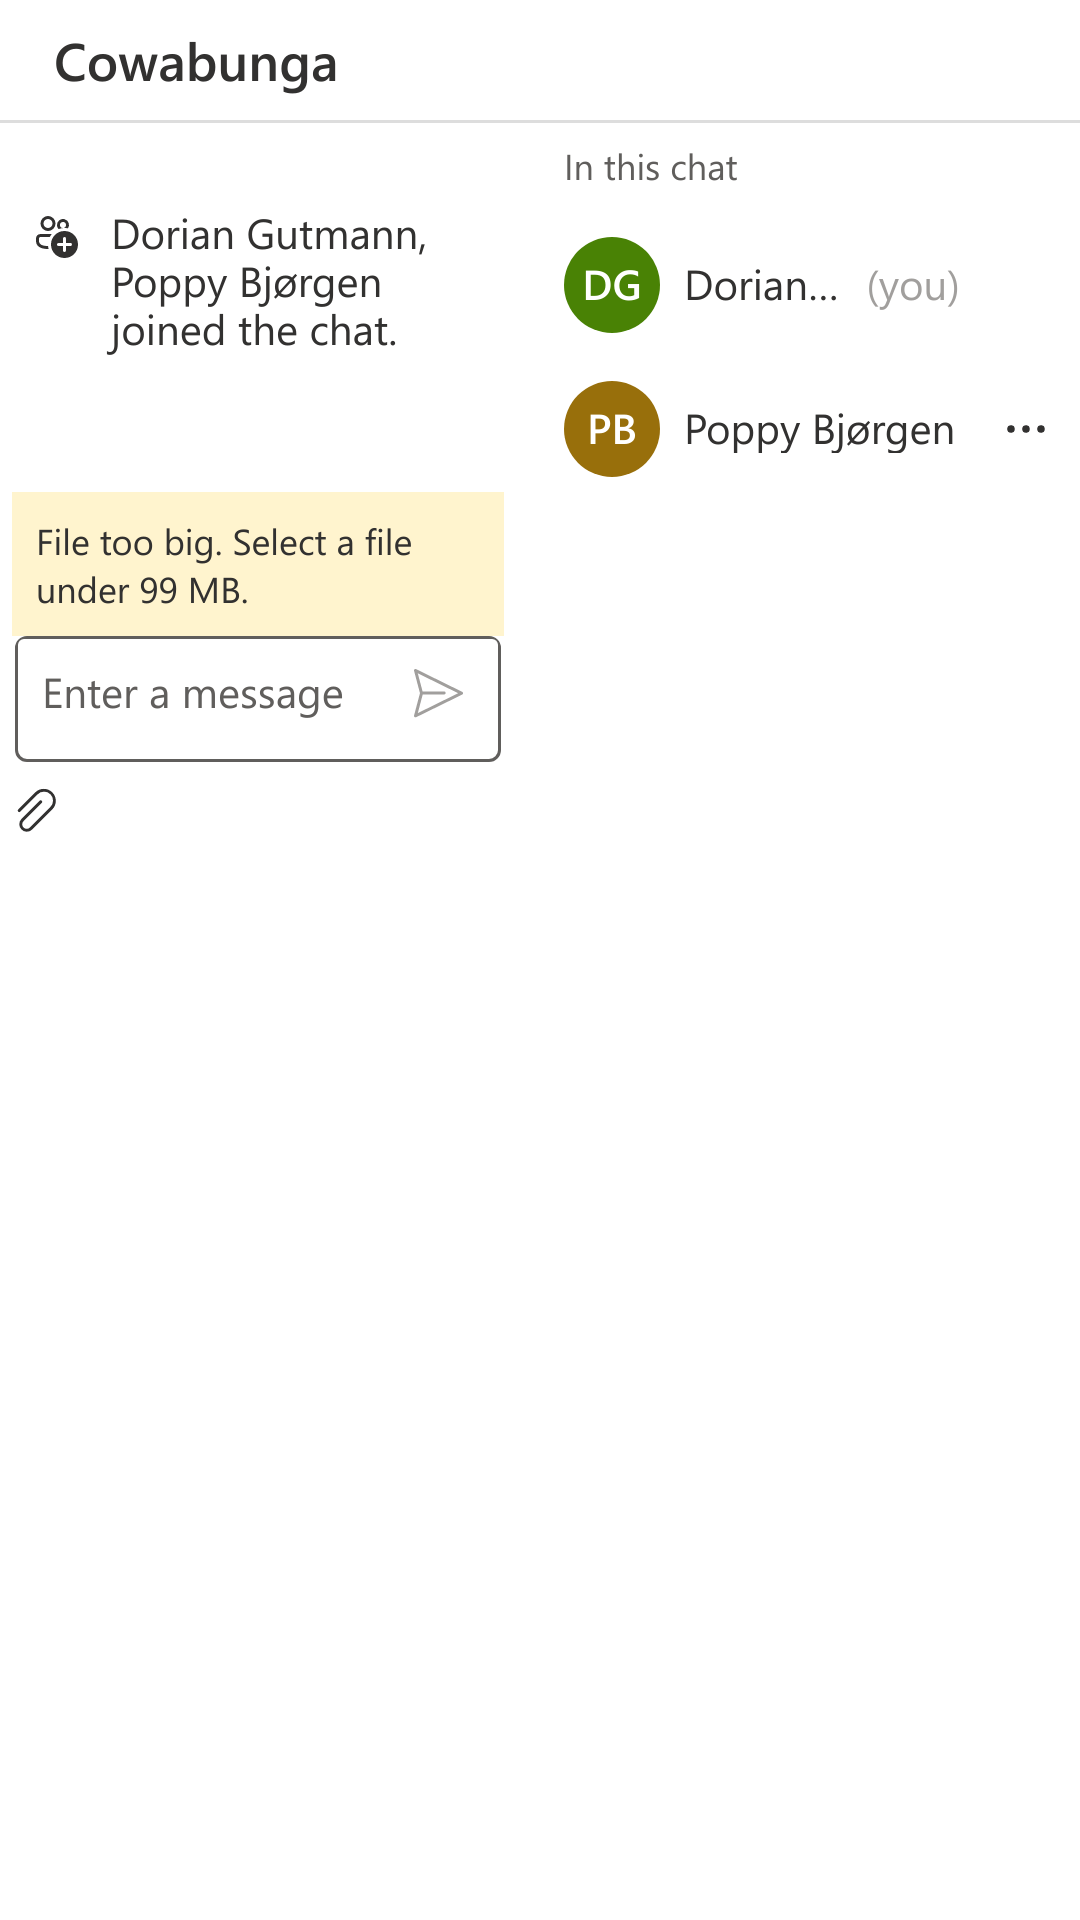 Cowabunga
Dorian Gutmann,
Poppy Bjørgen
joined the chat.
File too big. Select a file
under 99 MB.
Enter a message
In this chat
DG Dorian... (you)
PB Poppy Bjørgen